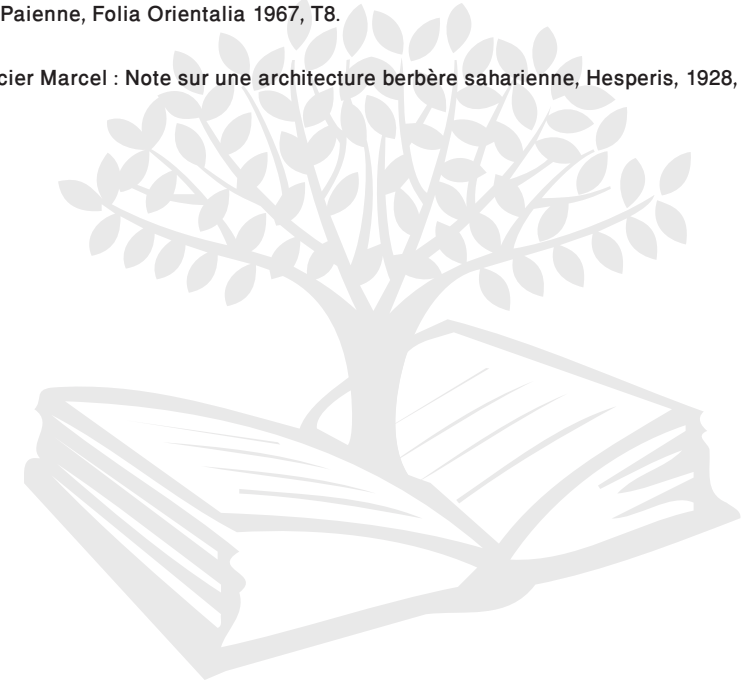 Paienne, Folia Orientalia 1967, T8.
cier Marcel : Note sur une architecture berbère saharienne, Hesperis, 1928,